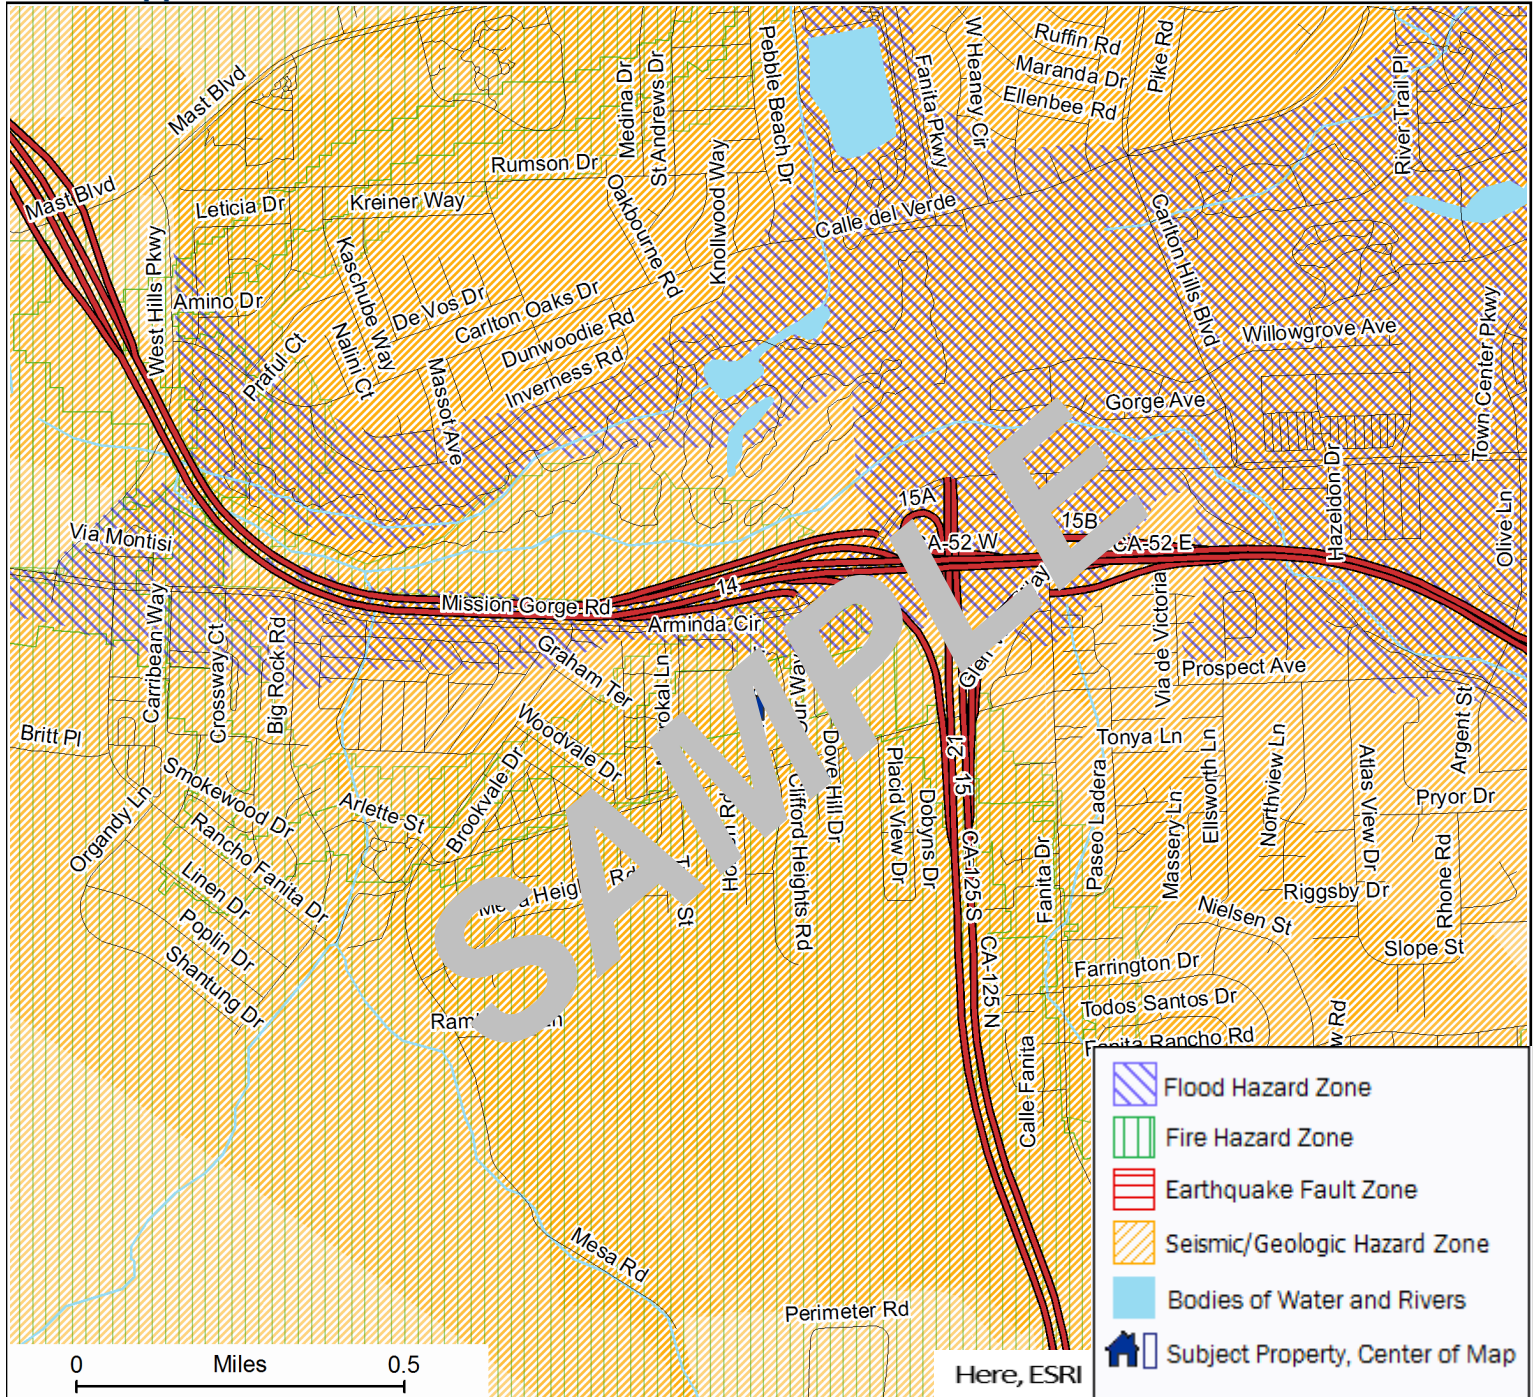 Mast Blvd
Medina Dr
St Andrews Dr
Pebble Beach Dr
Fanita Pkwy
W Heaney Cir
Ruffin Rd
Maranda Dr
Ellenbee Rd
Pike Rd
River Trail Pl
Mast Blvd
Rumson Dr
Leticia Dr
Kreiner Way
Oakbourne Rd
Knollwood Way
Calle del Verde
Carlton Hills Blvd
West Hills Pkwy
Amino Dr
Kaschube Way
De Vos Dr
Carlton Oaks Dr
Dunwoodie Rd
Inverness Rd
Praful Ct
Nalini Ct
Massot Ave
Willowgrove Ave
Gorge Ave
Town Center Pkwy
Hazeldon Dr
Olive Ln
Via Montisi
15A
15B
CA-52 E
14
Mission Gorge Rd
Arminda Cir
Carribean Way
Crossway Ct
Big Rock Rd
Graham Ter
Via de Victoria
Prospect Ave
Britt Pl
Woodvale Dr
Brookvale Dr
Smokewood Dr
Arlette St
Organdy Ln
Rancho Fanita Dr
Linen Dr
Poplin Dr
Shantung Dr
Dove Hill Dr
Clifford Heights Rd
Placid View Dr
Dobyns Dr
21
15
CA-125 S
CA-125 N
Fanita Dr
Paseo Ladera
Tonya Ln
Massery Ln
Ellsworth Ln
Northview Ln
Atlas View Dr
Argent St
Pryor Dr
Riggsby Dr
Rhone Rd
Nielsen St
Slope St
St
Farrington Dr
Todos Santos Dr
Fanita Rancho Rd
Calle Fanita
Mesa Rd
Perimeter Rd
SAMPLE
Flood Hazard Zone
Fire Hazard Zone
Earthquake Fault Zone
Seismic/Geologic Hazard Zone
Bodies of Water and Rivers
Subject Property, Center of Map
0 Miles 0.5
Here, ESRI